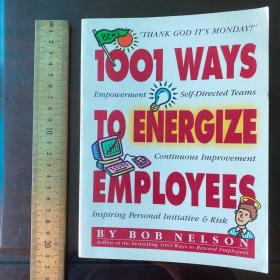 BEST
"THANK GOD IT'S MONDAY!"
1001 WAYS
Empowerment
Self-Directed Teams
TO ENERGIZE
Continuous Improvement
EMPLOYEES
Inspiring Personal Initiative & Risk
BY BOB NELSON
Author of the bestselling 1001 Ways to Reward Employees